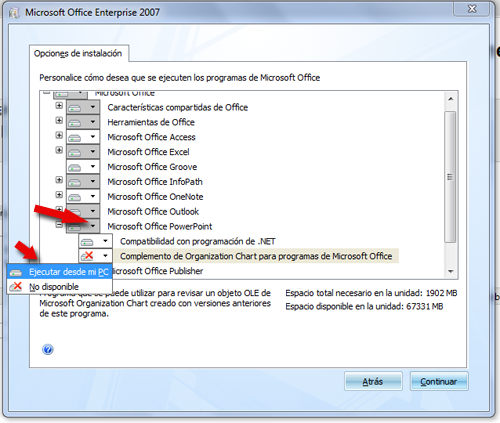 Microsoft Office Enterprise 2007
Opciones de instalación
Personalice cómo desea que se ejecuten los programas de Microsoft Office
Microsoft Office
Características compartidas de Office
Herramientas de Office
Microsoft Office Access
Microsoft Office Excel
Microsoft Office Groove
Microsoft Office InfoPath
Microsoft Office OneNote
Microsoft Office Outlook
Microsoft Office PowerPoint
Compatibilidad con programación de .NET
Complemento de Organization Chart para programas de Microsoft Office
Ejecutar desde mi PC
Microsoft Office Publisher
No disponible
se puede utilizar para revisar un objeto OLE de
Microsoft Organization Chart creado con versiones anteriores
de este programa.
Espacio total necesario en la unidad: 1902 MB
Espacio disponible en la unidad: 67331 MB
Atrás
Continuar